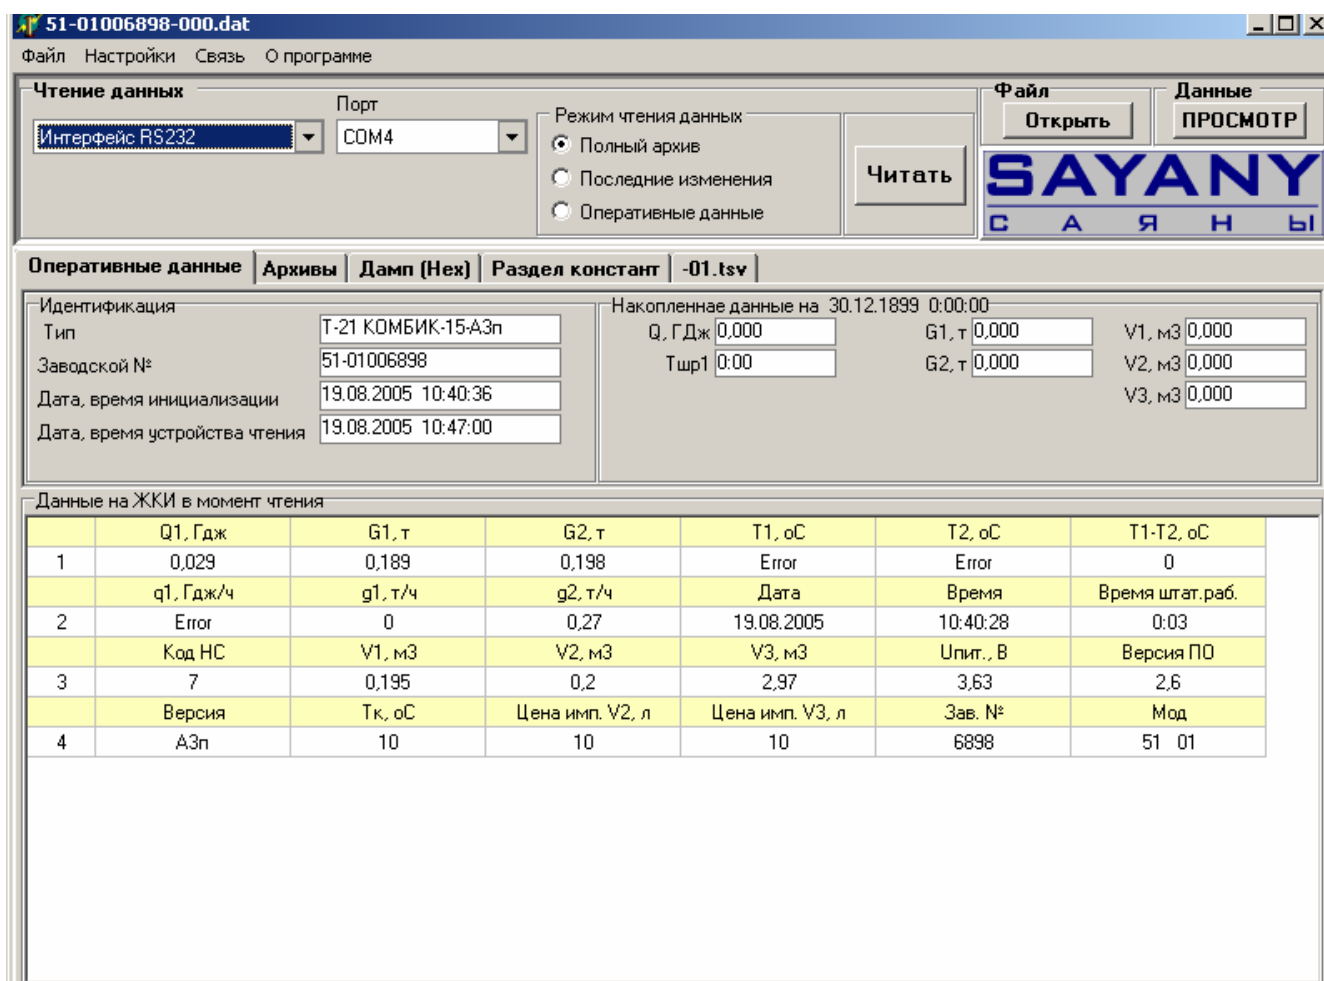 51-01006898-000.dat
Файл Настройки Связь О программе
Чтение данных
Порт
Интерфейс RS232
COM4
Режим чтения данных
Полный архив
Последние изменения
Оперативные данные
Читать
Файл
Открыть
Данные
ПРОСМОТР
SAYANY
САЯНЫ
Оперативные данные Архивы Дамп (Hex) Раздел констант -01.tsv
Идентификация
Тип Т-21 КОМБИК-15-АЗп
Заводской № 51-01006898
Дата, время инициализации 19.08.2005 10:40:36
Дата, время устройства чтения 19.08.2005 10:47:00
Накопленнае данные на 30.12.1899 0:00:00
Q, ГДж 0,000 G1, т 0,000 V1, м3 0,000
Тшр1 0:00 G2, т 0,000 V2, м3 0,000
V3, м3 0,000
Данные на ЖКИ в момент чтения
Q1, Гдж G1, т G2, т T1, оС T2, оС T1-T2, оС
1 0,029 0,189 0,198 Error Error 0
q1, Гдж/ч g1, т/ч g2, т/ч Дата Время Время штат.раб.
2 Error 0 0,27 19.08.2005 10:40:28 0:03
Код НС V1, м3 V2, м3 V3, м3 Uпит., В Версия ПО
3 7 0,195 0,2 2,97 3,63 2,6
Версия Тк, оС Цена имп. V2, л Цена имп. V3, л Зав. № Мод
4 АЗп 10 10 10 6898 51 01